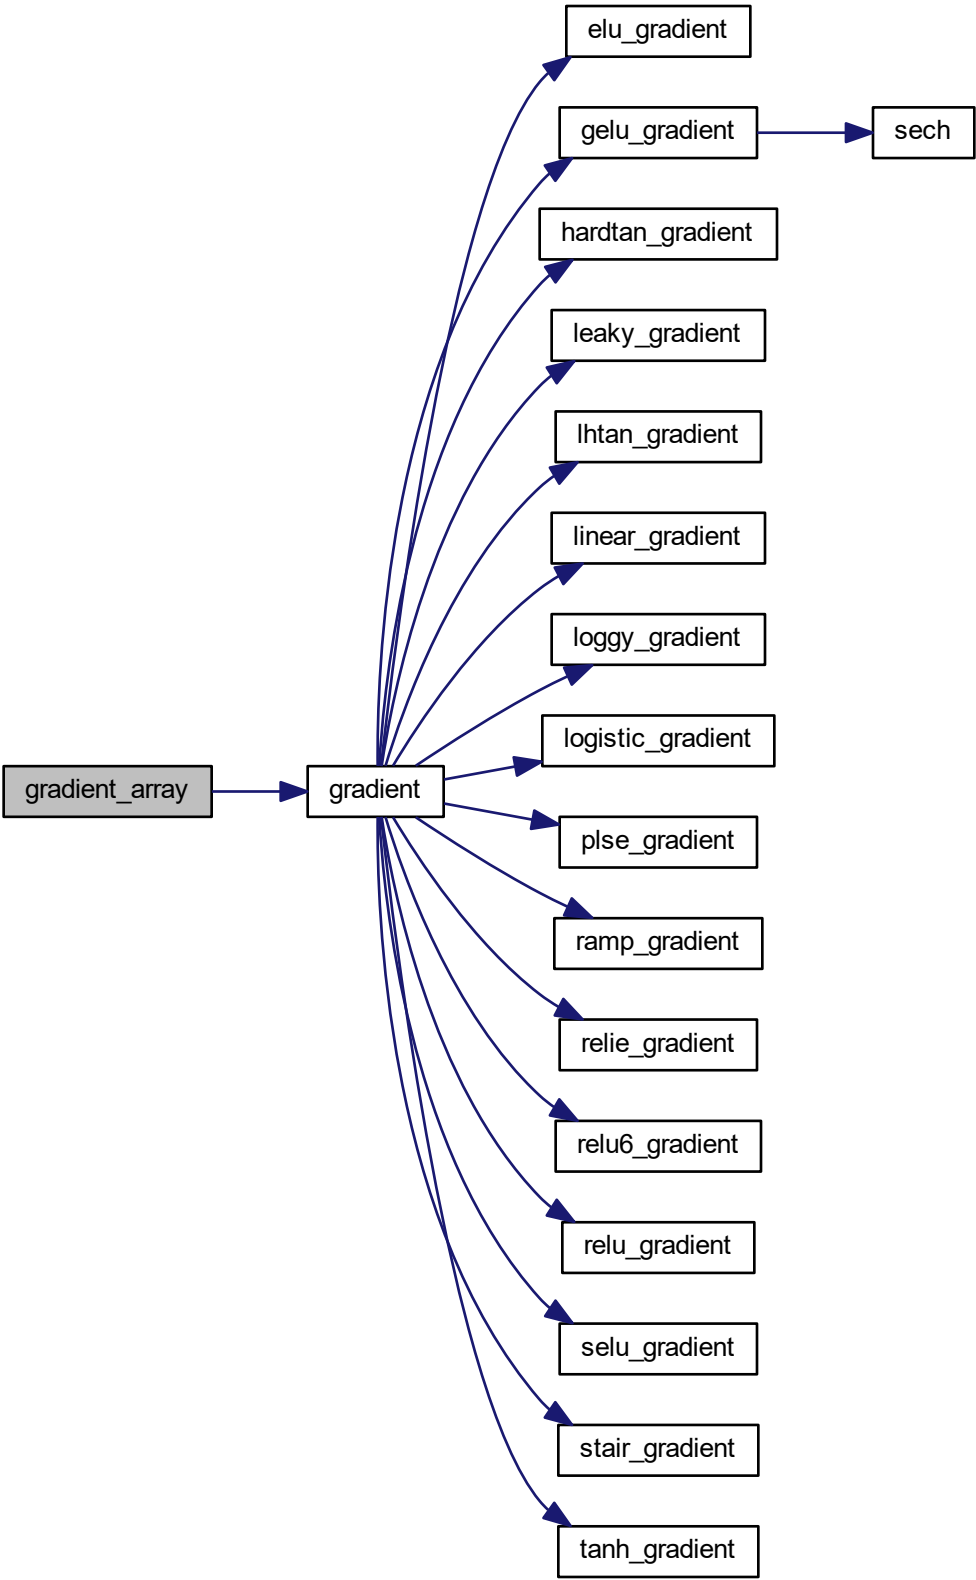 elu_gradient
gelu_gradient
sech
hardtan_gradient
leaky_gradient
lhtan_gradient
linear_gradient
loggy_gradient
logistic_gradient
gradient_array
gradient
plse_gradient
ramp_gradient
relie_gradient
relu6_gradient
relu_gradient
selu_gradient
stair_gradient
tanh_gradient